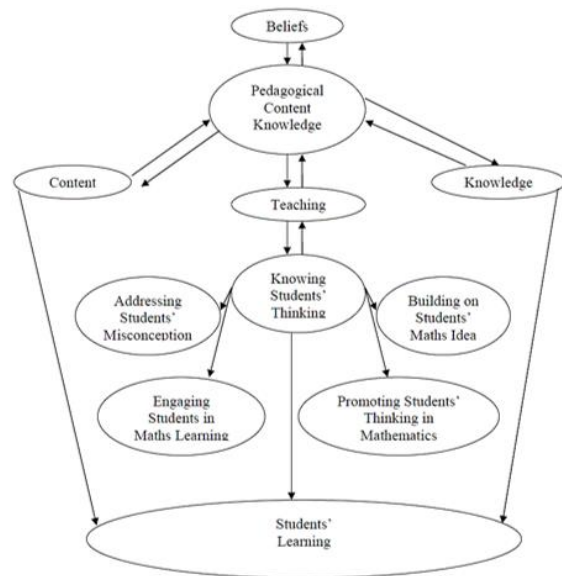 Beliefs
Pedagogical
Content
Knowledge
Content
Knowledge
Teaching
Knowing
Students'
Thinking
Addressing
Students'
Misconception
Building on
Students'
Maths Idea
Engaging
Students in
Maths Learning
Promoting Students'
Thinking in
Mathematics
Students'
Learning